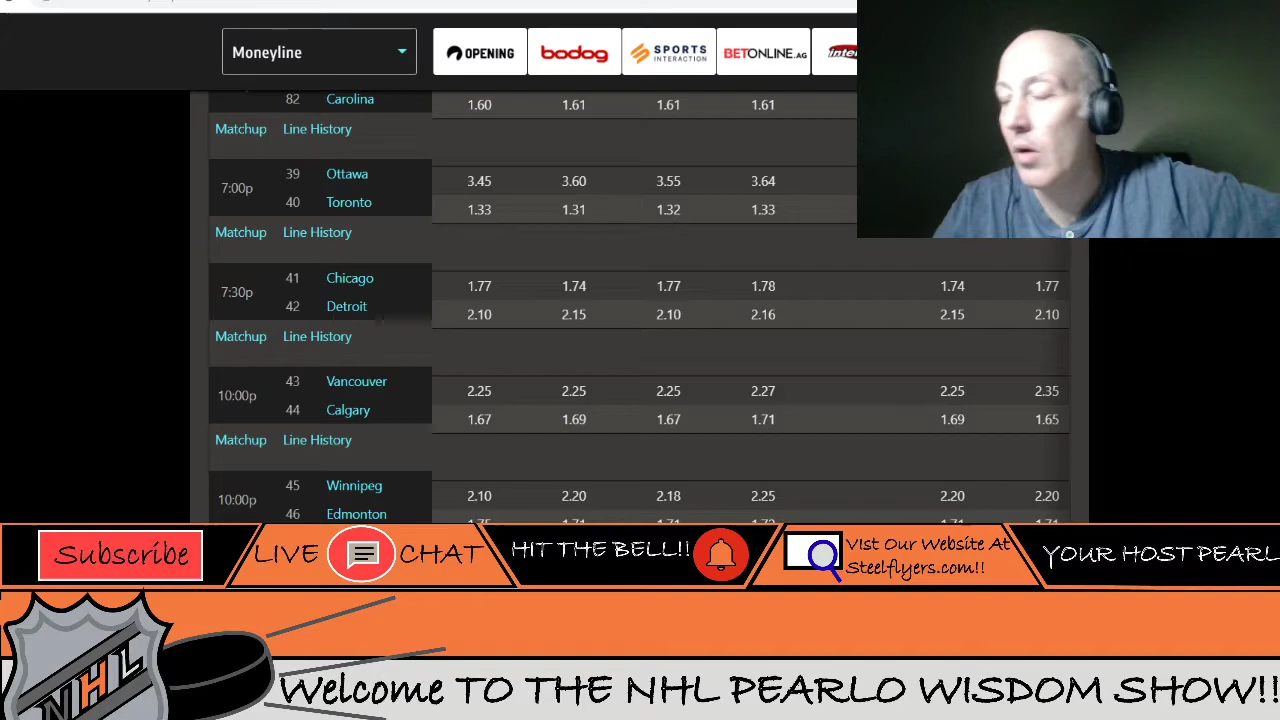 Moneyline
OPENING
bodog
SPORTS
INTERACTION
BETONLINE.AG
82 Carolina 1.60 1.61 1.61 1.61
Matchup Line History
7:00p
39 Ottawa 3.45 3.60 3.55 3.64
40 Toronto 1.33 1.31 1.32 1.33
Matchup Line History
7:30p
41 Chicago 1.77 1.74 1.77 1.78 1.74 1.77
42 Detroit 2.10 2.15 2.10 2.16 2.15 2.10
Matchup Line History
10:00p
43 Vancouver 2.25 2.25 2.25 2.27 2.25 2.35
44 Calgary 1.67 1.69 1.67 1.71 1.69 1.65
Matchup Line History
10:00p
45 Winnipeg 2.10 2.20 2.18 2.25 2.20 2.20
46 Edmonton
Subscribe
LIVE CHAT
HIT THE BELL!!
VIst Our Website At
Steelflyers.com!!
YOUR HOST PEARL
NHL
Welcome TO THE NHL PEARLO WISDOM SHOW!!